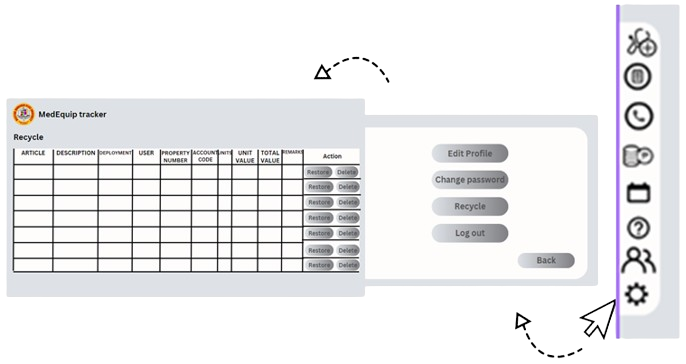 MedEquip tracker
Recycle
ARTICLE DESCRIPTION DEPLOYMENT USER PROPERTY NUMBER ACCOUNT CODE UNITS UNIT VALUE TOTAL VALUE REMARKS Action
Restore Delete
Restore Delete
Restore Delete
Restore Delete
Restore Delete
Restore Delete
Restore Delete
Edit Profile
Change password
Recycle
Log out
Back